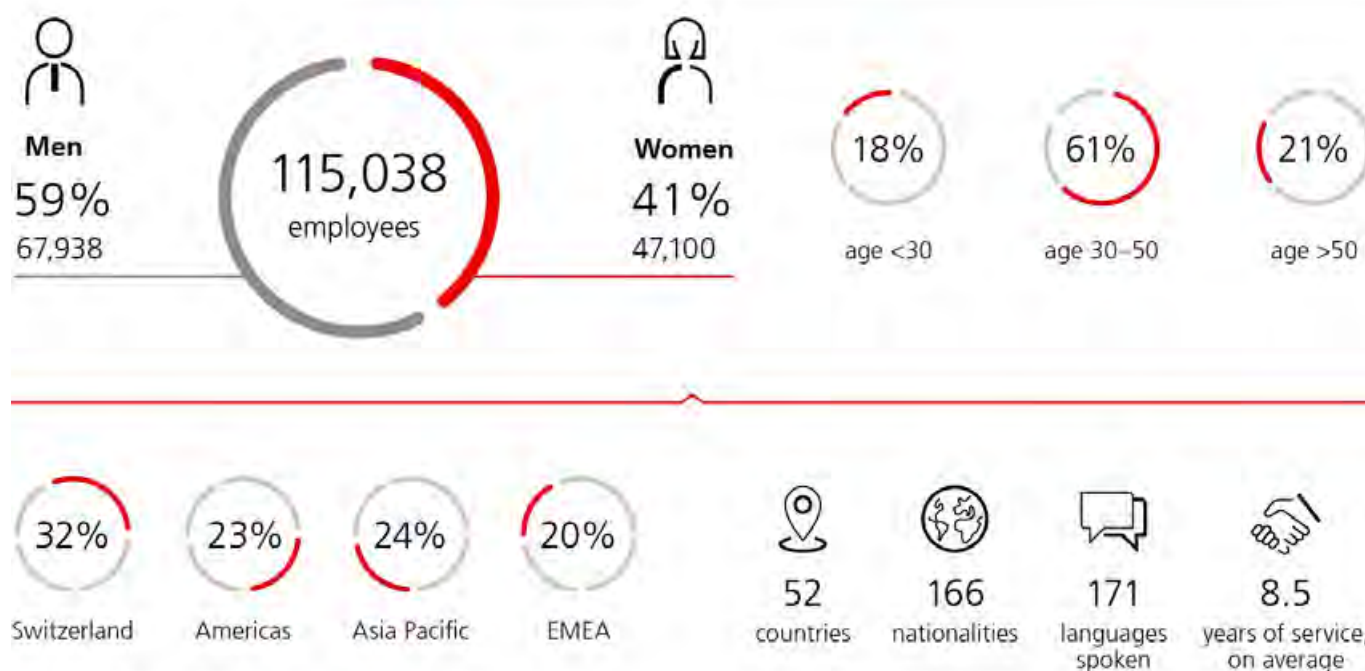 Men
59%
67,938
115,038
employees
Women
41%
47,100
18%
age <30
61%
age 30–50
21%
age >50
32%
Switzerland
23%
Americas
24%
Asia Pacific
20%
EMEA
52
countries
166
nationalities
171
languages
spoken
8.5
years of service,
on average